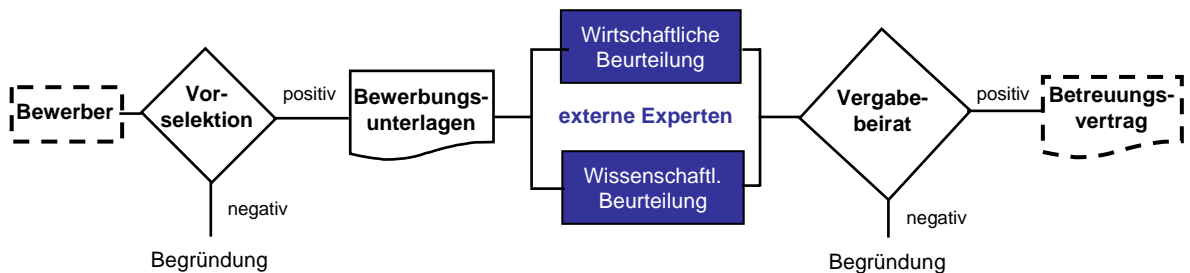 Bewerber
Vor-
selektion
positiv
negativ
Begründung
Bewerbungs-
unterlagen
Wirtschaftliche
Beurteilung
externe Experten
Wissenschaftl.
Beurteilung
Vergabe-
beirat
positiv
negativ
Begründung
Betreuungs-
vertrag